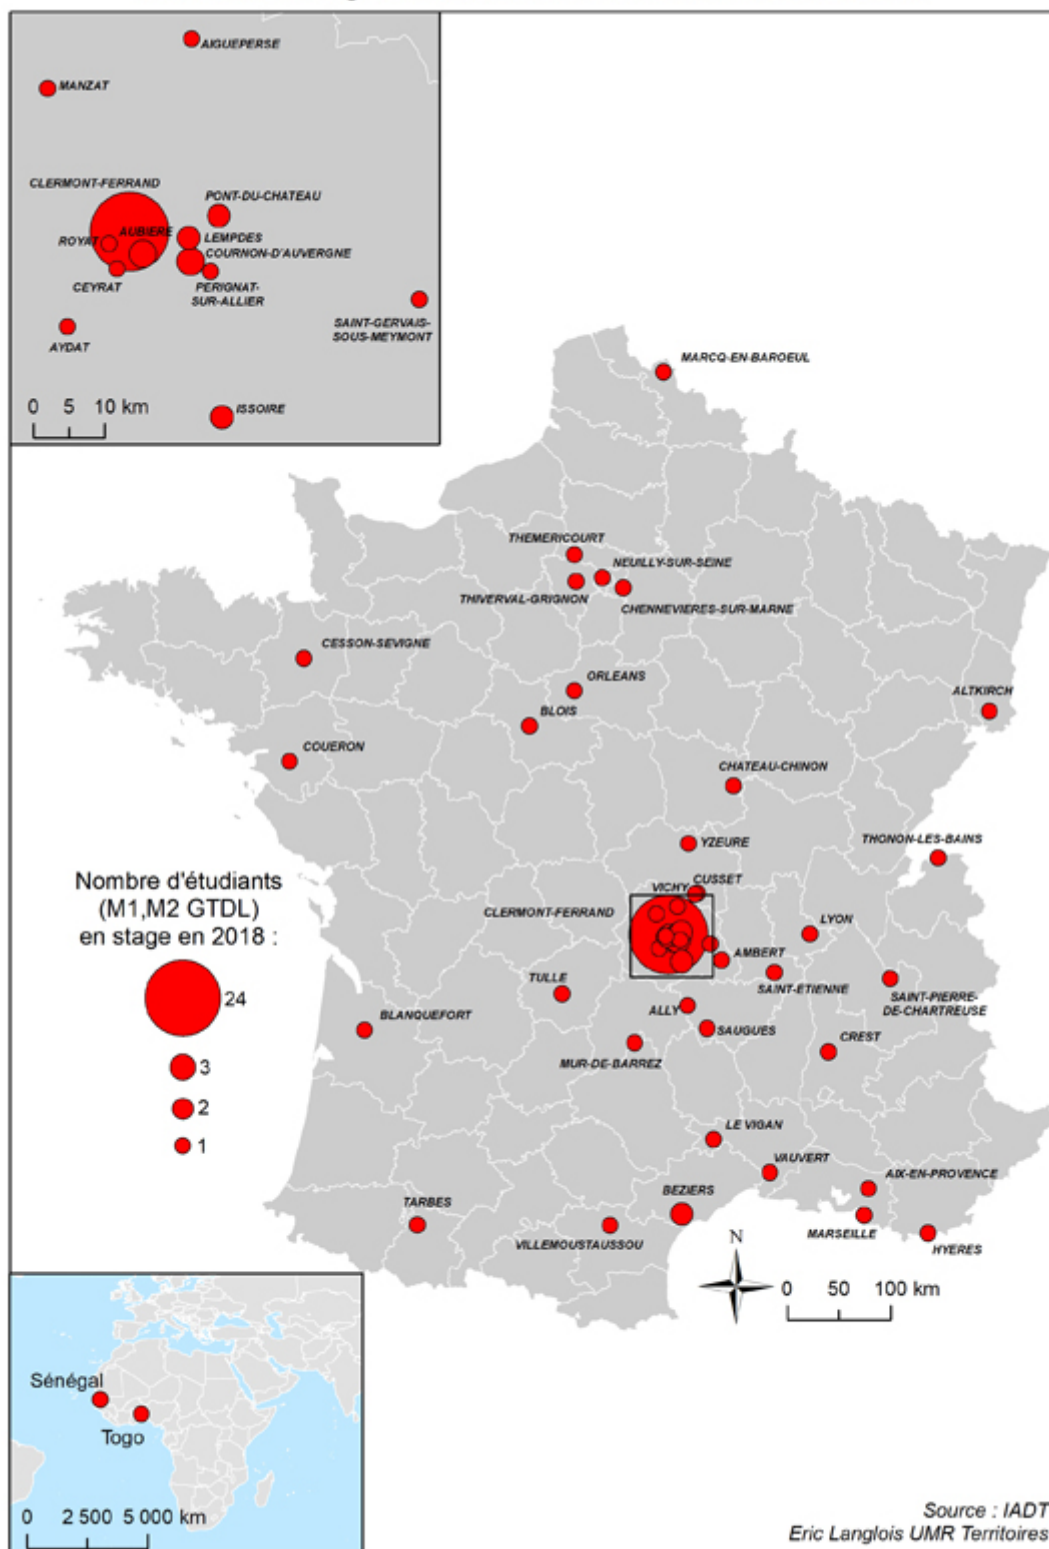 AIGUEPERSE
MANZAT
CLERMONT-FERRAND
PONT-DU-CHATEAU
ROYAT
AUBIERE
LEMPDES
COURNON-D'AUVERGNE
CEYRAT
PERIGNAT-
SUR-ALLIER
SAINT-GERVAIS-
SOUS-MEYMONT
AYDAT
ISSOIRE
0 5 10 km
MARCQ-EN-BAROEUL
THEMERICOURT
NEUILLY-SUR-SEINE
THIVERVAL-GRIGNON
CHENNEVIERES-SUR-MARNE
CESSON-SEVIGNE
ORLEANS
ALTKIRCH
BLOIS
COUERON
CHATEAU-CHINON
YZEURE
THONON-LES-BAINS
CUSSET
VICHY
CLERMONT-FERRAND
LYON
AMBERT
TULLE
SAINT-ETIENNE
SAINT-PIERRE-
DE-CHARTREUSE
ALLY
BLANQUEFORT
SAUGUES
CREST
MUR-DE-BARREZ
LE VIGAN
VAUVERT
AIX-EN-PROVENCE
BEZIERS
TARBES
MARSEILLE
VILLEMOUSTAUSSOU
HYERES
Nombre d'étudiants
(M1,M2 GTDL)
en stage en 2018 :
24
3
2
1
N
0 50 100 km
Sénégal
Togo
0 2 500 5 000 km
Source : IADT
Eric Langlois UMR Territoires